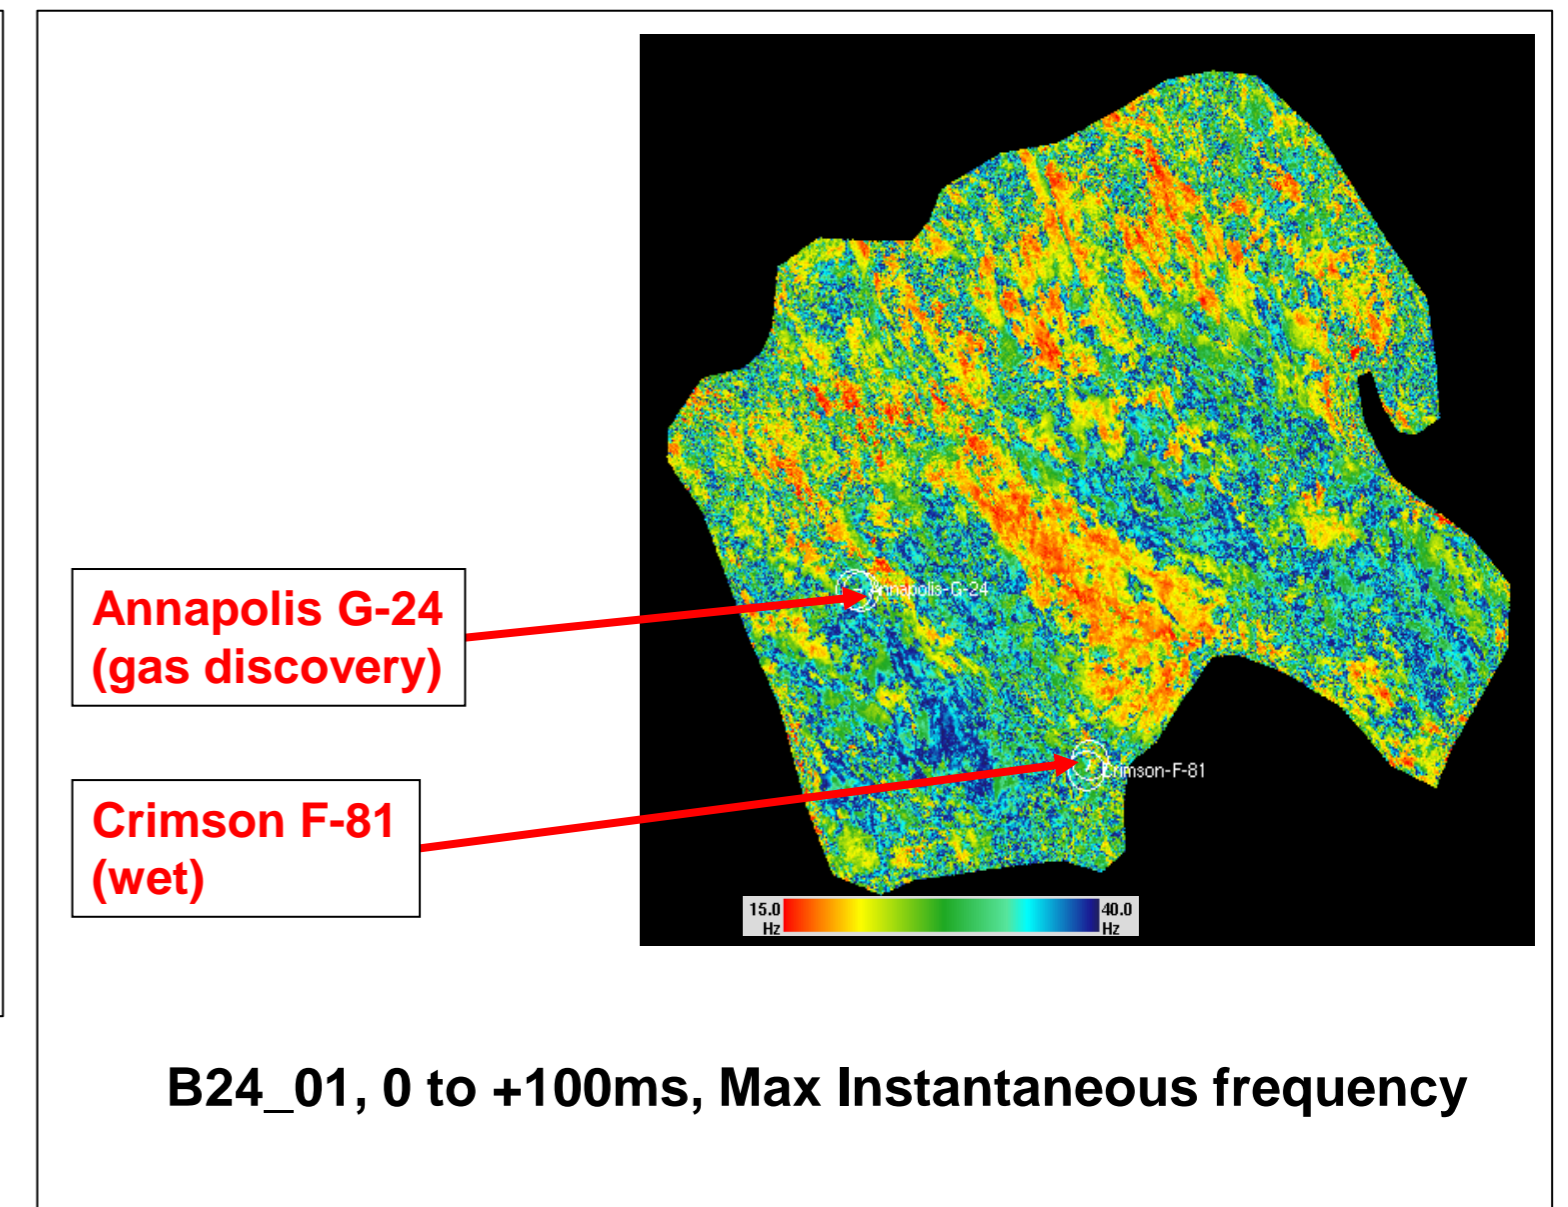 Annapolis G-24
(gas discovery)
Annapolis-G-24
Crimson F-81
(wet)
Crimson-F-81
15.0
Hz
40.0
Hz
B24_01, 0 to +100ms, Max Instantaneous frequency